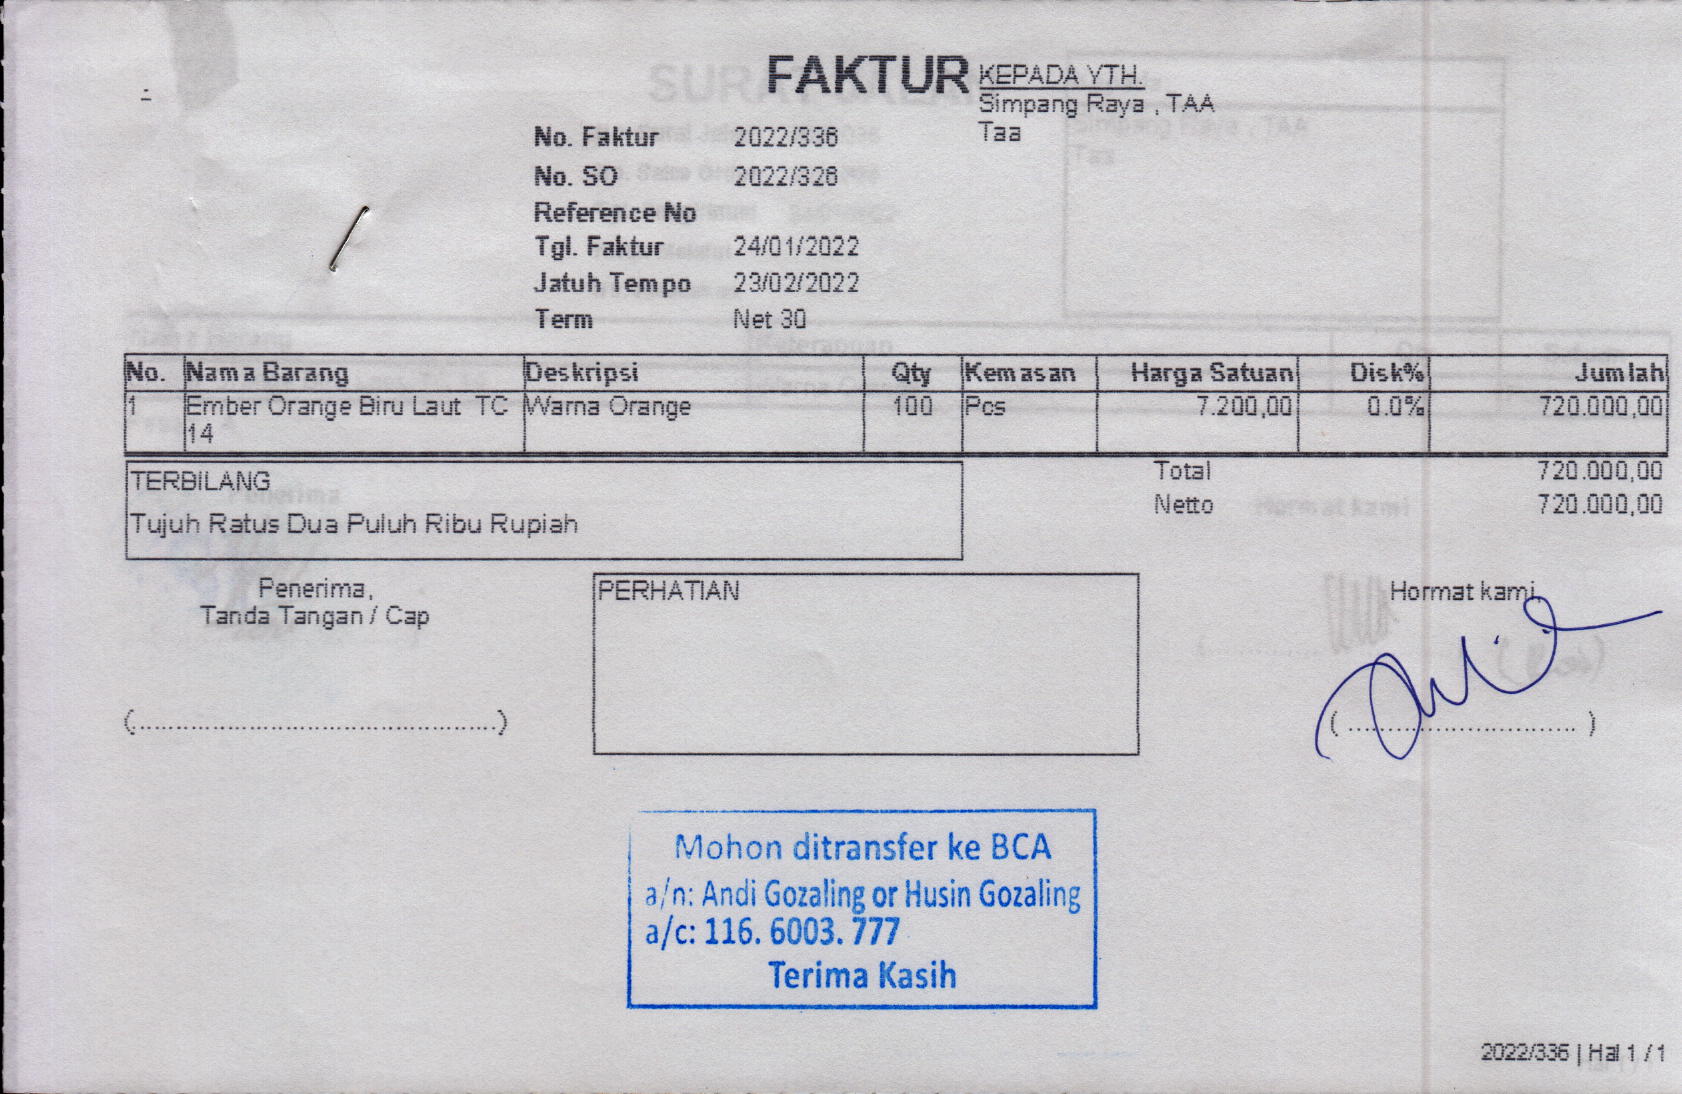 FAKTUR
KEPADA YTH.
Simpang Raya , TAA
Taa
No. Faktur 2022/336
No. SO 2022/326
Reference No
Tgl. Faktur 24/01/2022
Jatuh Tempo 23/02/2022
Term Net 30
No. Nama Barang Deskripsi Qty Kemasan Harga Satuan Disk% Jumlah
1 Ember Orange Biru Laut TC Warna Orange 100 Pcs 7.200,00 0.0% 720.000,00
14
TERBILANG
Tujuh Ratus Dua Puluh Ribu Rupiah
Total 720.000,00
Netto 720.000,00
Penerima,
Tanda Tangan / Cap
(................................................)
PERHATIAN
Hormat kami,
( .............................. )
Mohon ditransfer ke BCA
a/n: Andi Gozaling or Husin Gozaling
a/c: 116. 6003. 777
Terima Kasih
2022/336 | Hal 1 / 1